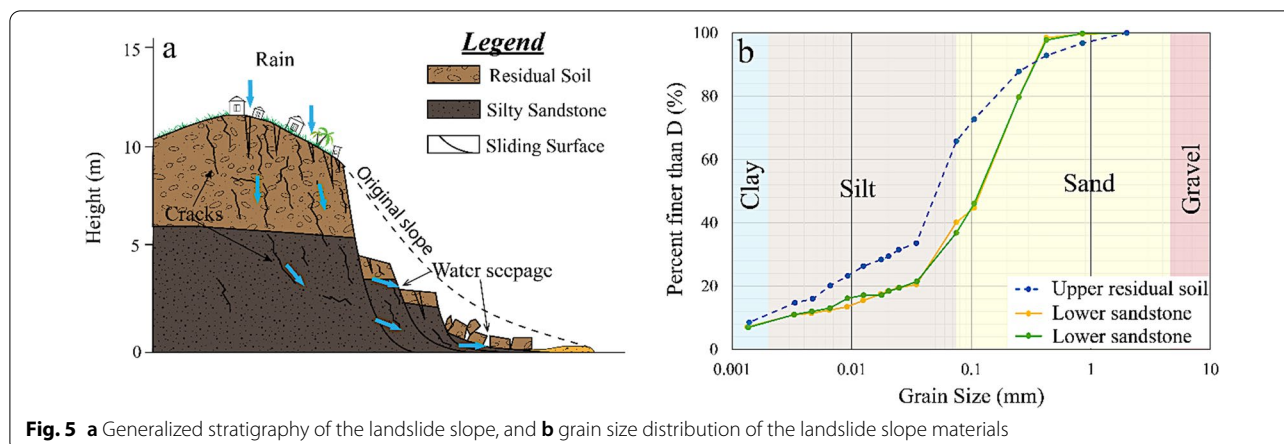 a
Rain
Legend
Residual Soil
Silty Sandstone
Sliding Surface
Height (m)
15
10
5
0
Cracks
Original slope
Water seepage
b
Percent finer than D (%)
100
80
60
40
20
0
Clay
Silt
Sand
Gravel
Upper residual soil
Lower sandstone
Lower sandstone
0.001
0.01
0.1
1
10
Grain Size (mm)
Fig. 5 a Generalized stratigraphy of the landslide slope, and b grain size distribution of the landslide slope materials